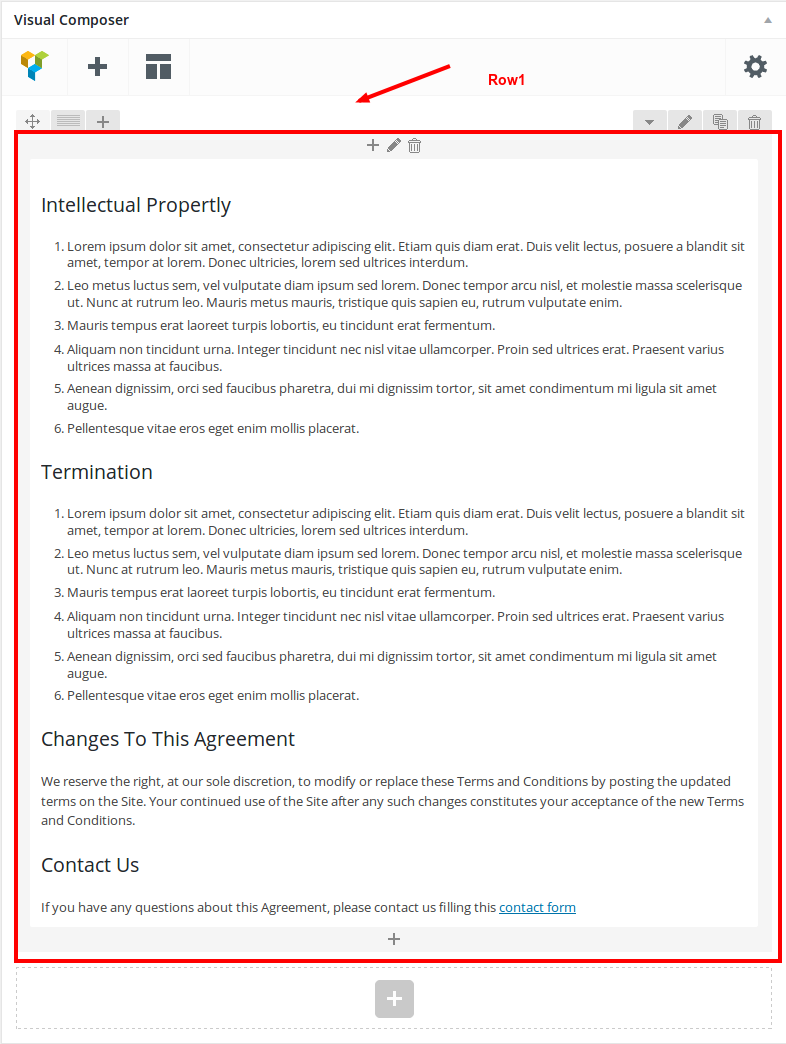 Visual Composer
Row1
Intellectual Propertly
1. Lorem ipsum dolor sit amet, consectetur adipiscing elit. Etiam quis diam erat. Duis velit lectus, posuere a blandit sit
amet, tempor at lorem. Donec ultricies, lorem sed ultrices interdum.
2. Leo metus luctus sem, vel vulputate diam ipsum sed lorem. Donec tempor arcu nisl, et molestie massa scelerisque
ut. Nunc at rutrum leo. Mauris metus mauris, tristique quis sapien eu, rutrum vulputate enim.
3. Mauris tempus erat laoreet turpis lobortis, eu tincidunt erat fermentum.
4. Aliquam non tincidunt urna. Integer tincidunt nec nisl vitae ullamcorper. Proin sed ultrices erat. Praesent varius
ultrices massa at faucibus.
5. Aenean dignissim, orci sed faucibus pharetra, dui mi dignissim tortor, sit amet condimentum mi ligula sit amet
augue.
6. Pellentesque vitae eros eget enim mollis placerat.
Termination
1. Lorem ipsum dolor sit amet, consectetur adipiscing elit. Etiam quis diam erat. Duis velit lectus, posuere a blandit sit
amet, tempor at lorem. Donec ultricies, lorem sed ultrices interdum.
2. Leo metus luctus sem, vel vulputate diam ipsum sed lorem. Donec tempor arcu nisl, et molestie massa scelerisque
ut. Nunc at rutrum leo. Mauris metus mauris, tristique quis sapien eu, rutrum vulputate enim.
3. Mauris tempus erat laoreet turpis lobortis, eu tincidunt erat fermentum.
4. Aliquam non tincidunt urna. Integer tincidunt nec nisl vitae ullamcorper. Proin sed ultrices erat. Praesent varius
ultrices massa at faucibus.
5. Aenean dignissim, orci sed faucibus pharetra, dui mi dignissim tortor, sit amet condimentum mi ligula sit amet
augue.
6. Pellentesque vitae eros eget enim mollis placerat.
Changes To This Agreement
We reserve the right, at our sole discretion, to modify or replace these Terms and Conditions by posting the updated
terms on the Site. Your continued use of the Site after any such changes constitutes your acceptance of the new Terms
and Conditions.
Contact Us
If you have any questions about this Agreement, please contact us filling this contact form